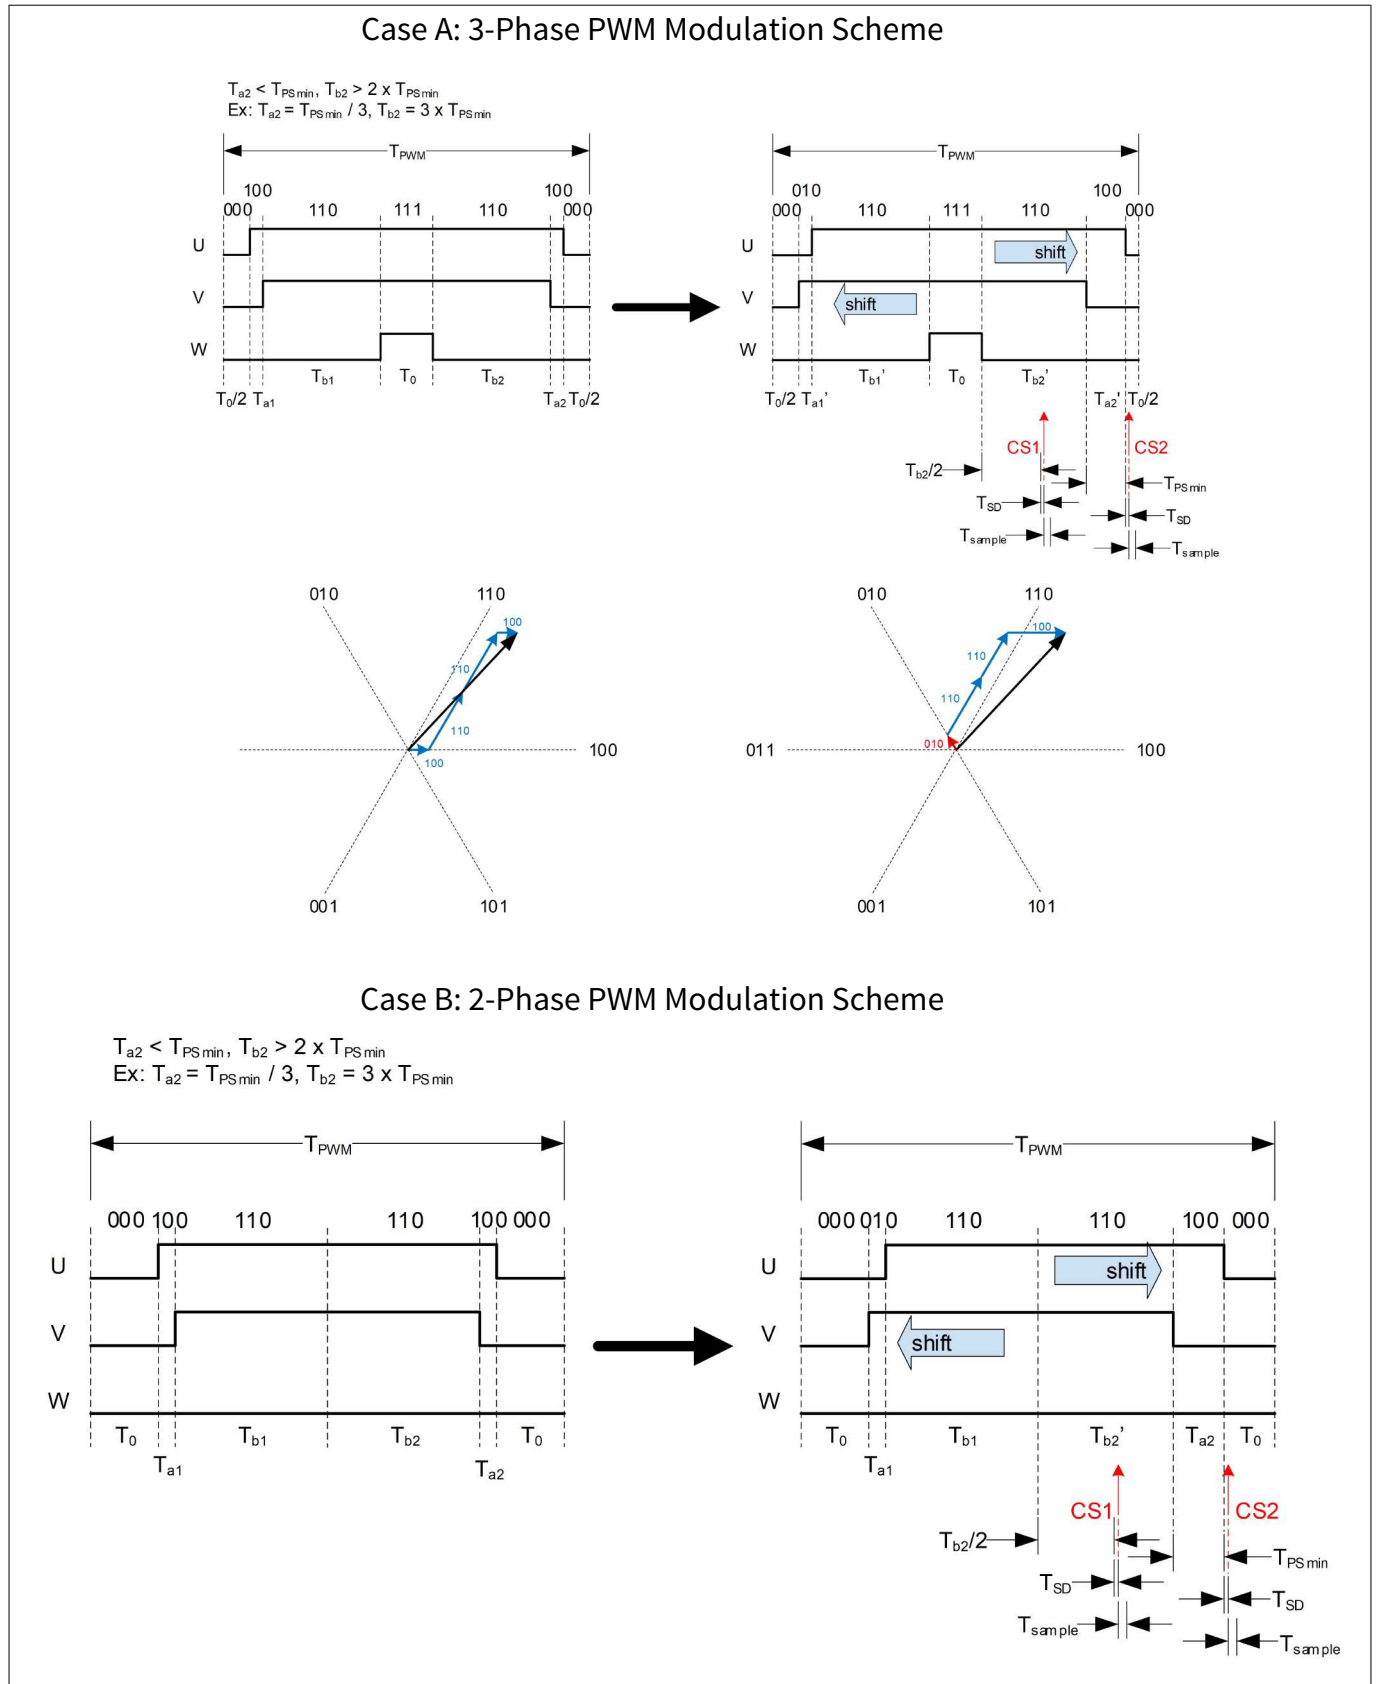 Case A: 3-Phase PWM Modulation Scheme
Ta2 < TPSmin, Tb2 > 2 x TPSmin
Ex: Ta2 = TPSmin / 3, Tb2 = 3 x TPSmin
TPWM
100 100
000 110 111 110 000
U
V
W
Tb1 T0 Tb2
T0/2 Ta1 Ta2 T0/2
TPWM
010 100
000 110 111 110 000
U shift
V shift
W
Tb1' T0 Tb2'
T0/2 Ta1' Ta2' T0/2
CS1 CS2
Tb2/2
TPSmin
TSD
TSD
Tsample
Tsample
010 110
100
110
110
100
100
001 101
010 110
100
110
110
010
011 100
001 101
Case B: 2-Phase PWM Modulation Scheme
Ta2 < TPSmin, Tb2 > 2 x TPSmin
Ex: Ta2 = TPSmin / 3, Tb2 = 3 x TPSmin
TPWM
000 100 110 110 100 000
U
V
W
T0 Tb1 Tb2 T0
Ta1 Ta2
TPWM
000 010 110 110 100 000
U shift
V shift
W
T0 Tb1 Tb2' Ta2 T0
Ta1
CS1 CS2
Tb2/2
TPSmin
TSD
TSD
Tsample
Tsample